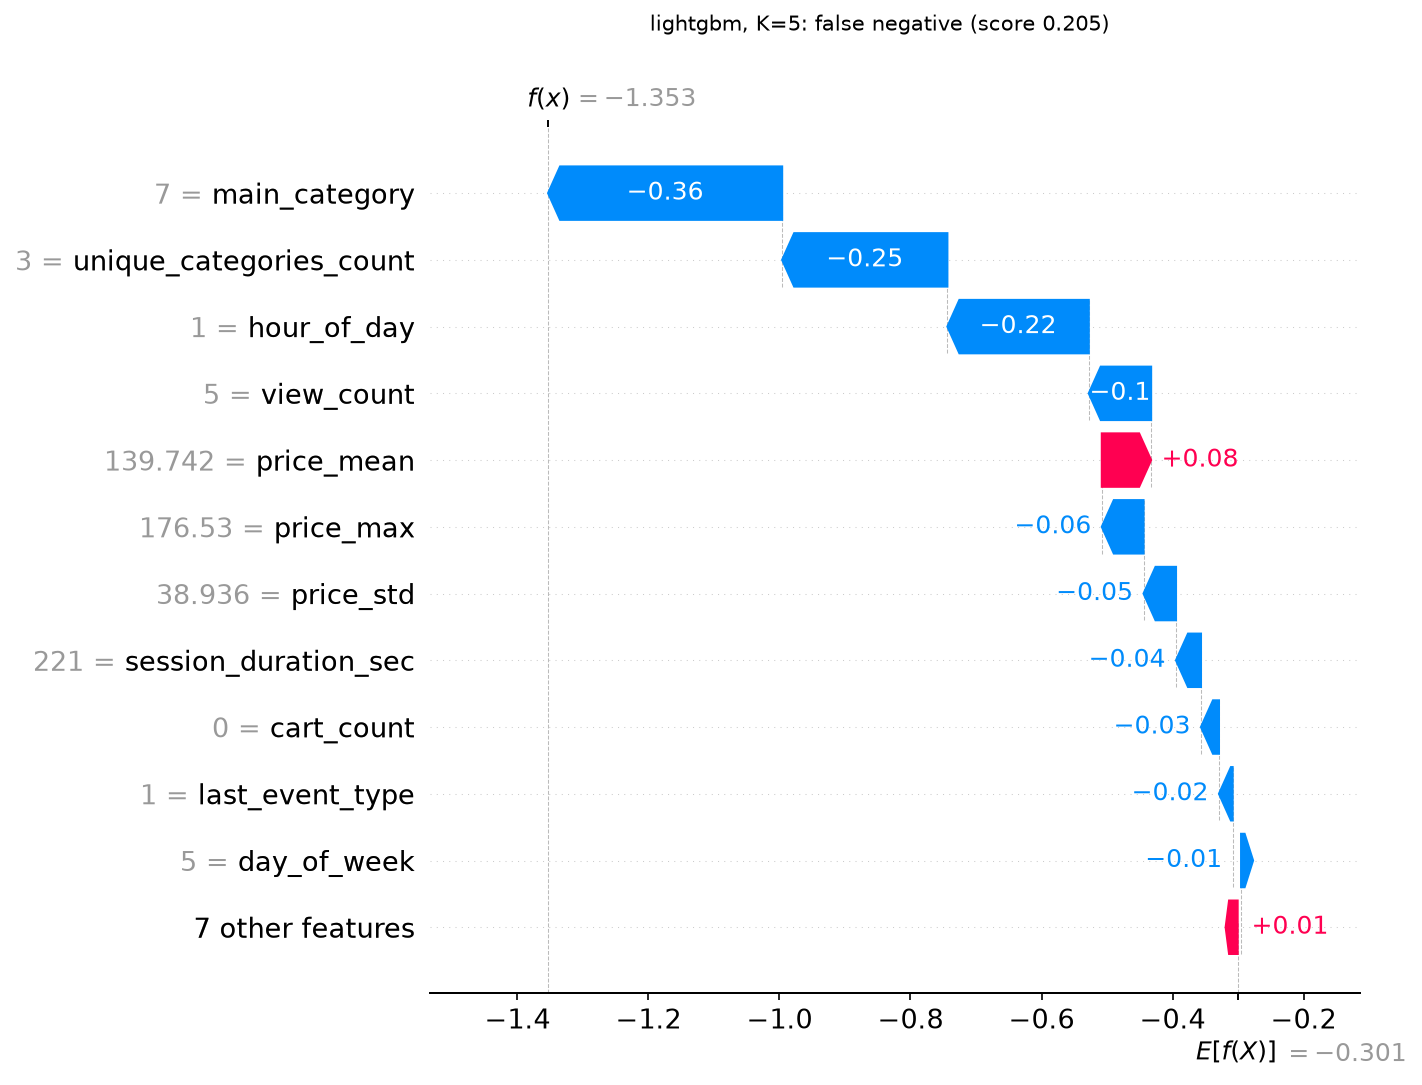 lightgbm, K=5: false negative (score 0.205)
f(x) = −1.353
7 = main_category −0.36
3 = unique_categories_count −0.25
1 = hour_of_day −0.22
5 = view_count −0.1
139.742 = price_mean +0.08
176.53 = price_max −0.06
38.936 = price_std −0.05
221 = session_duration_sec −0.04
0 = cart_count −0.03
1 = last_event_type −0.02
5 = day_of_week −0.01
7 other features +0.01
−1.4 −1.2 −1.0 −0.8 −0.6 −0.4 −0.2
E[f(X)] = −0.301